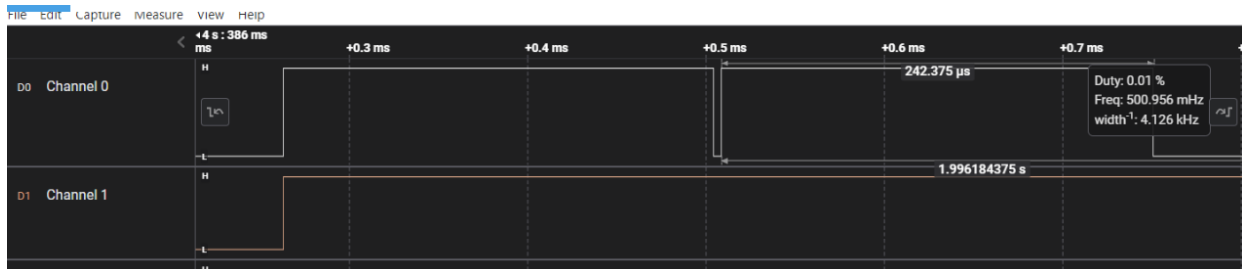 File Edit Capture Measure View Help
4 s : 386 ms
ms +0.3 ms +0.4 ms +0.5 ms +0.6 ms +0.7 ms
H
242.375 µs
D0 Channel 0
Duty: 0.01 %
Freq: 500.956 mHz
width-1: 4.126 kHz
L
1.996184375 s
H
D1 Channel 1
L